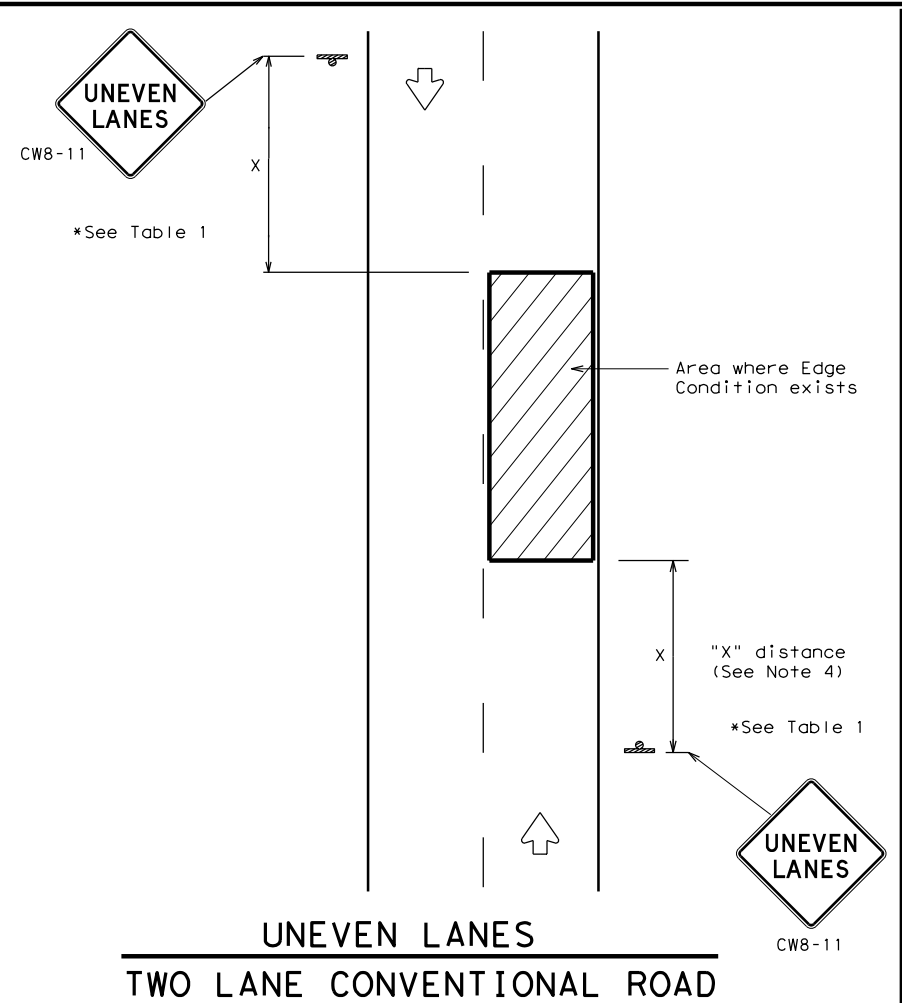 UNEVEN
LANES
CW8-11
X
*See Table 1
Area where Edge
Condition exists
X
"X" distance
(See Note 4)
*See Table 1
UNEVEN
LANES
CW8-11
UNEVEN LANES
TWO LANE CONVENTIONAL ROAD